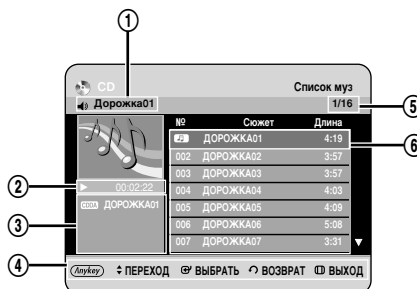 ①
CD Список муз
Дорожка01 1/16 ⑤
№ Сюжет Длина
ДОРОЖКА01 4:19 ⑥
002 ДОРОЖКА02 3:57
② 00:02:22 003 ДОРОЖКА03 3:57
CDDA ДОРОЖКА01 004 ДОРОЖКА04 4:03
③ 005 ДОРОЖКА05 4:09
006 ДОРОЖКА06 5:08
007 ДОРОЖКА07 3:31
④ Anykey ПЕРЕХОД ВЫБРАТЬ ВОЗВРАТ ВЫХОД